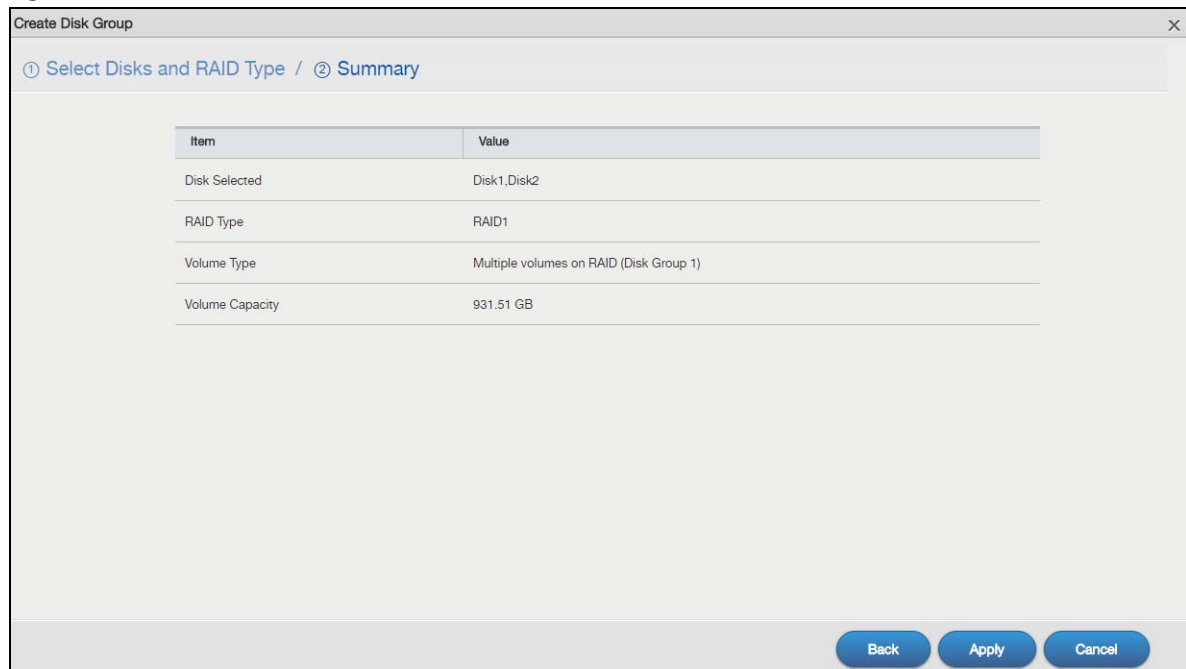 Create Disk Group
① Select Disks and RAID Type / ② Summary
Item Value
Disk Selected Disk1,Disk2
RAID Type RAID1
Volume Type Multiple volumes on RAID (Disk Group 1)
Volume Capacity 931.51 GB
Back Apply Cancel